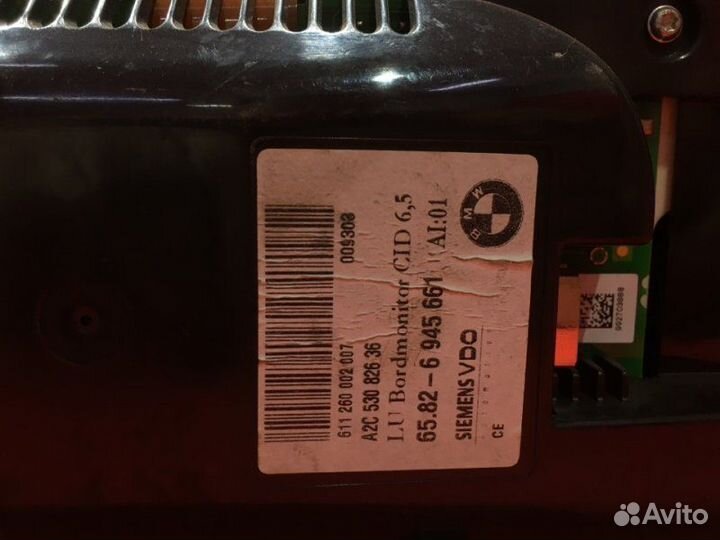 611 260 002 007
009308
A2C 530 826 36
LU Bordmonitor CID 6,5
65.82-6 945 661
AI:01
SIEMENS VDO
CE
BMW
992703888
Avito